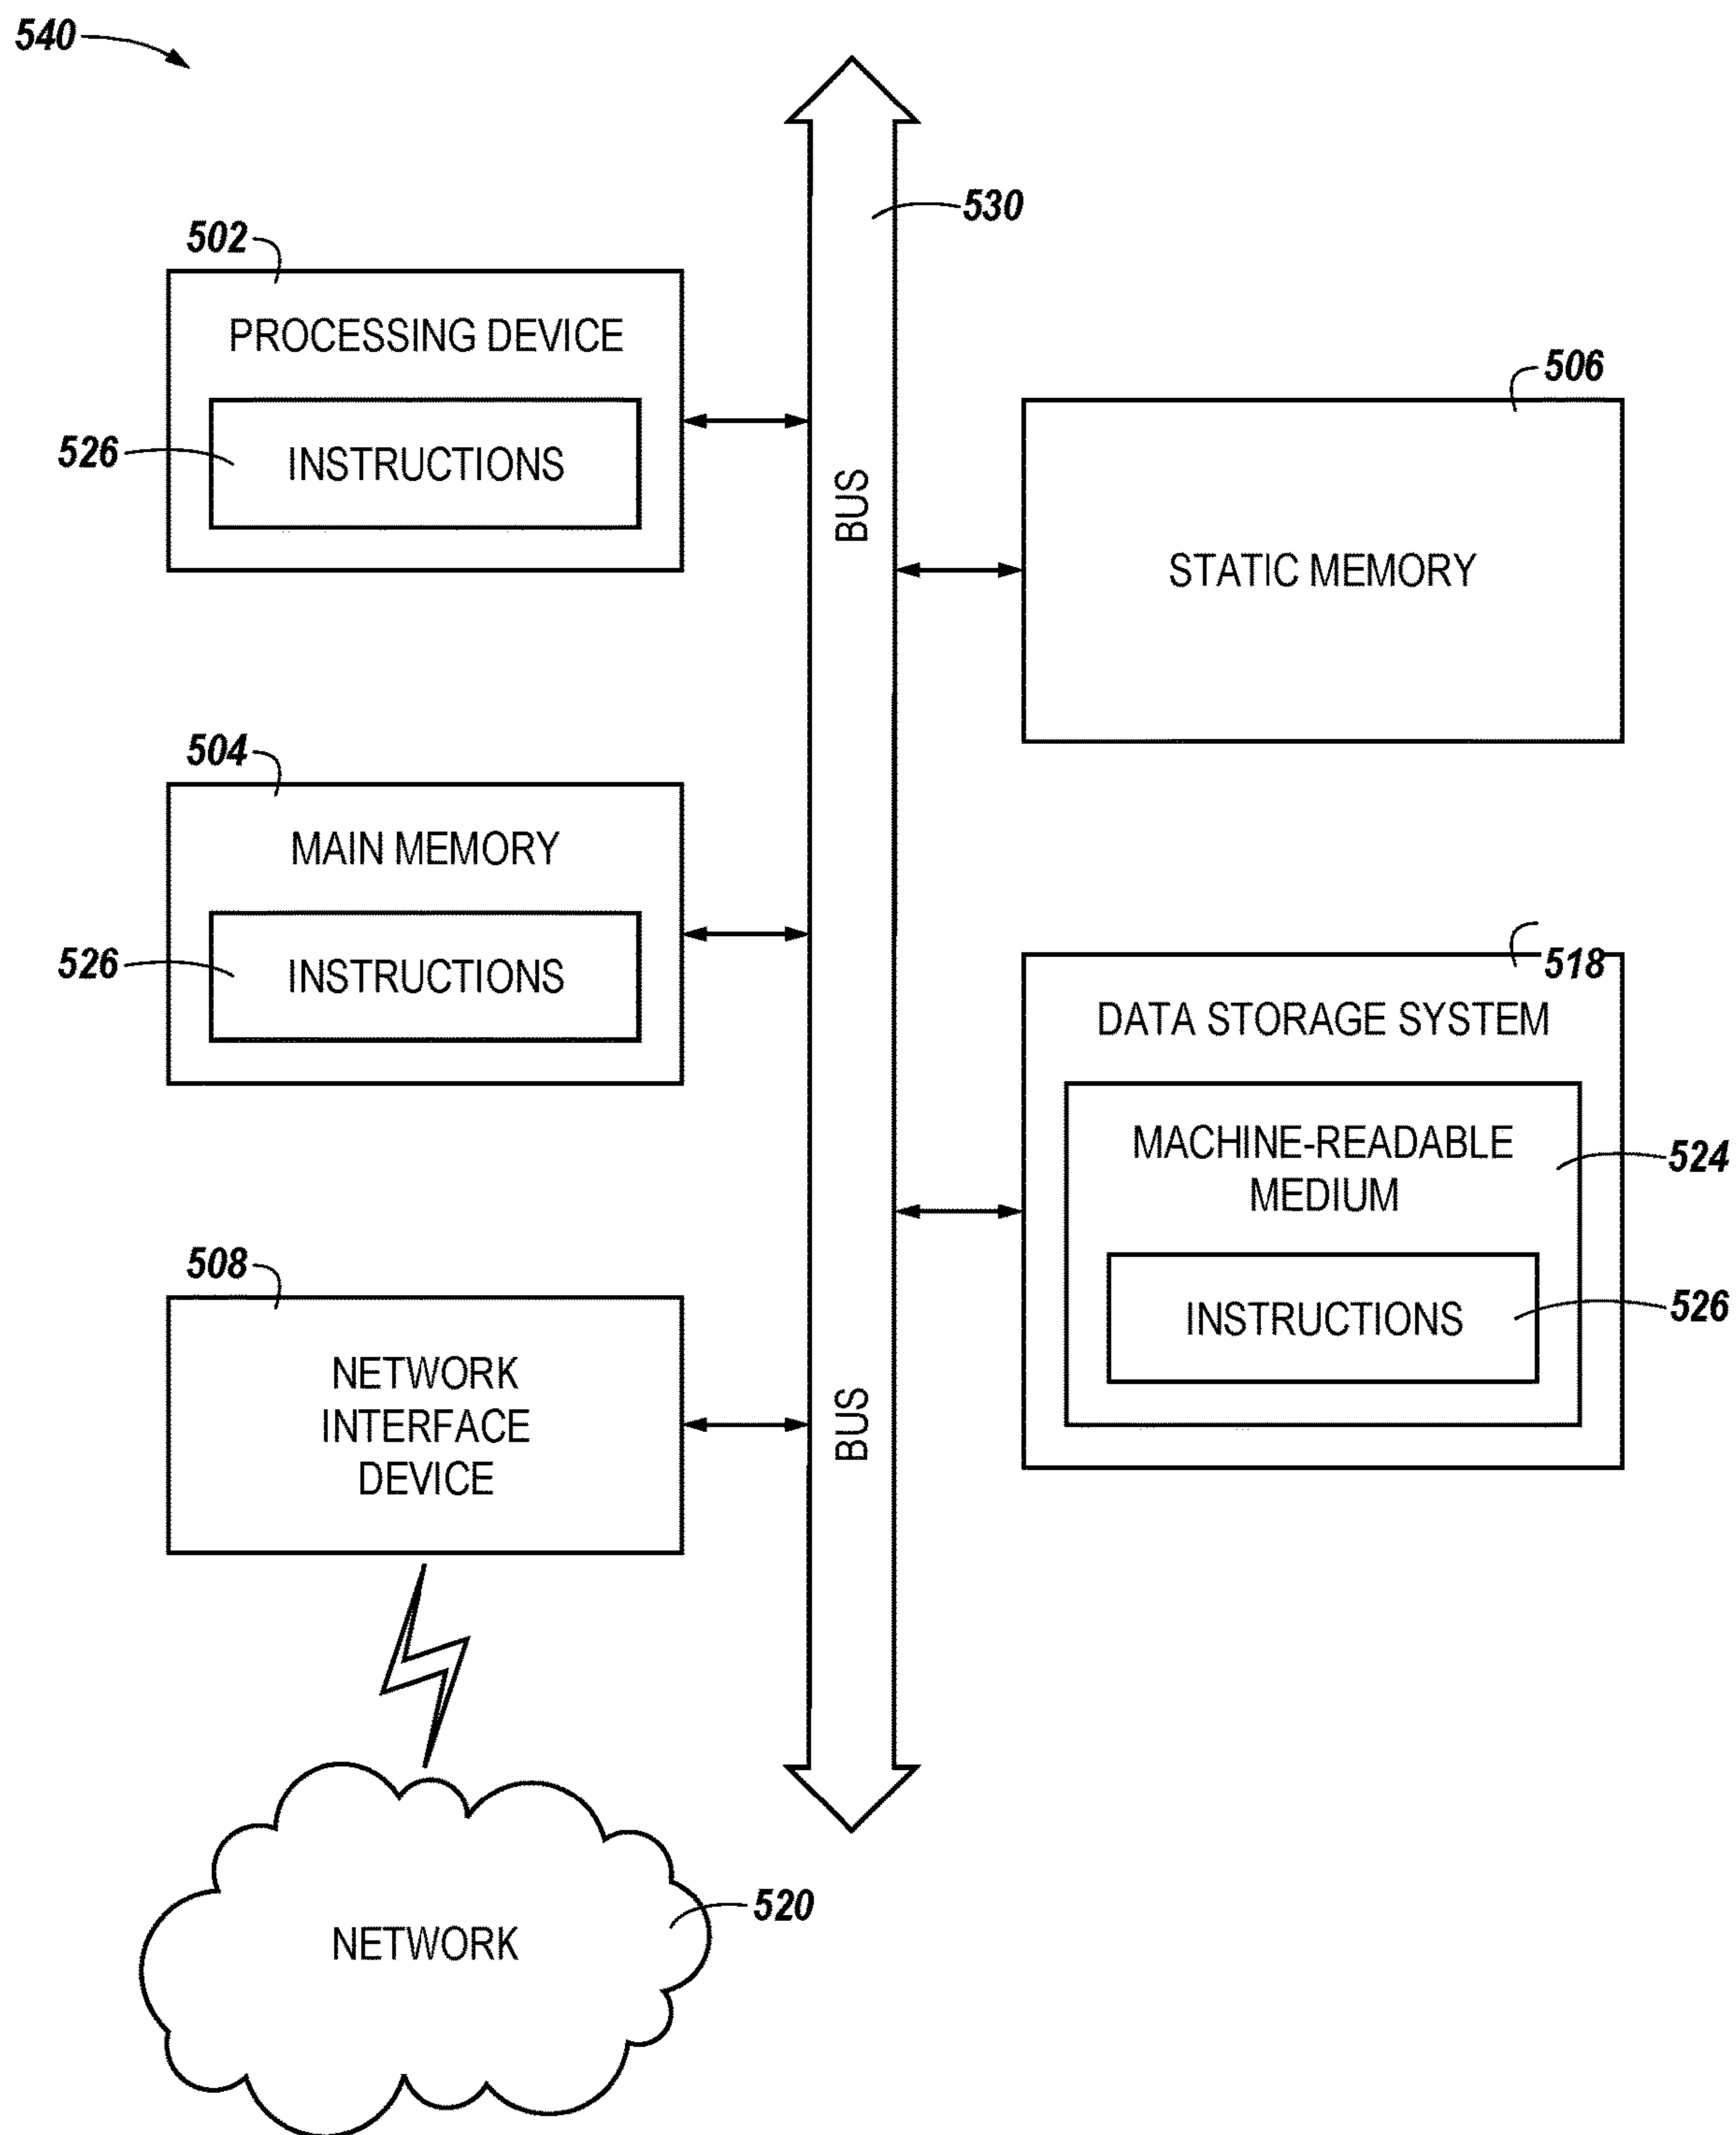 540
530
502
PROCESSING DEVICE
526
INSTRUCTIONS
BUS
506
STATIC MEMORY
504
MAIN MEMORY
526
INSTRUCTIONS
518
DATA STORAGE SYSTEM
MACHINE-READABLE
MEDIUM
524
INSTRUCTIONS
526
508
NETWORK
INTERFACE
DEVICE
BUS
520
NETWORK